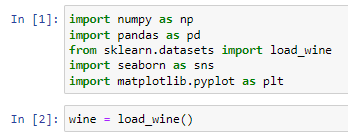 In [1]: import numpy as np
import pandas as pd
from sklearn.datasets import load_wine
import seaborn as sns
import matplotlib.pyplot as plt
In [2]: wine = load_wine()